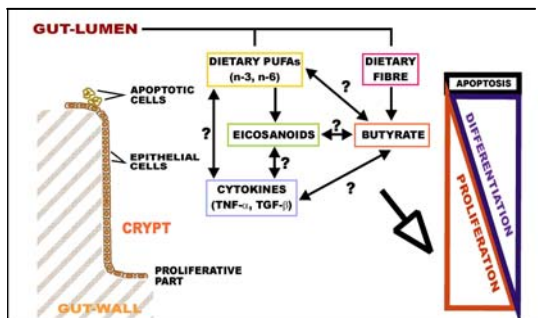 GUT-LUMEN
DIETARY PUFAs
(n-3, n-6)
DIETARY
FIBRE
APOPTOTIC
CELLS
?
?
EICOSANOIDS
?
BUTYRATE
APOPTOSIS
EPITHELIAL
CELLS
?
CYTOKINES
(TNF-α, TGF-β)
?
DIFFERENTIATION
PROLIFERATION
CRYPT
PROLIFERATIVE
PART
GUT-WALL